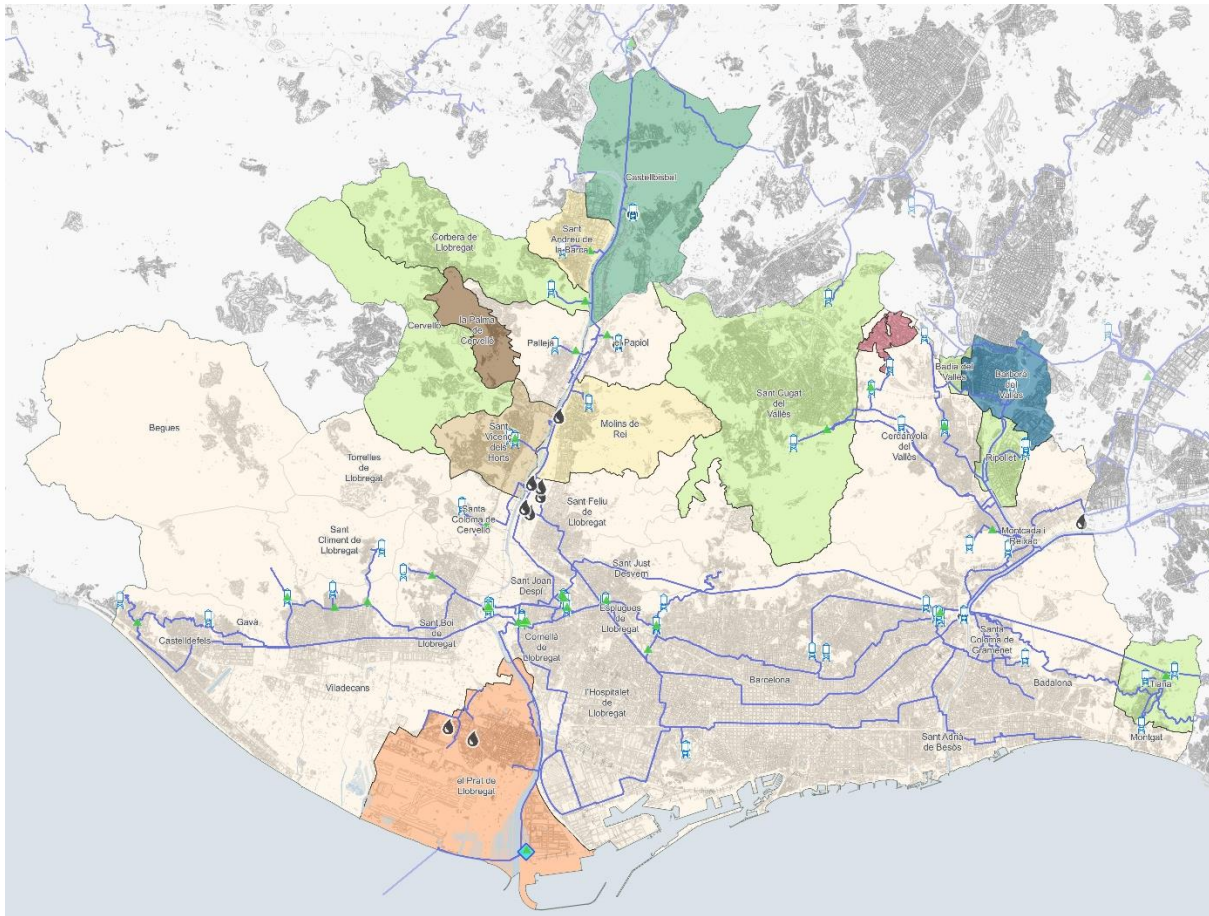 Castellbisbal
Sant
Andreu de
la Barca
Corbera de
Llobregat
la Palma
de
Cervelló
Cervelló
Pallejà
el Papiol
Badia del
Vallès
Barberà
del
Vallès
Sant Cugat
del
Vallès
Begues
Sant
Vicenç
dels
Horts
Molins de
Rei
Cerdanyola
del
Vallès
Ripollet
Torrelles
de
Llobregat
Santa
Coloma de
Cervelló
Sant Feliu
de
Llobregat
Montcada i
Reixac
Sant
Climent de
Llobregat
Sant Just
Desvern
Sant Joan
Despí
Esplugues
de
Llobregat
Castelldefels
Gavà
Sant Boi
de
Llobregat
Cornellà
de
Llobregat
Santa
Coloma de
Gramenet
Viladecans
l'Hospitalet
de
Llobregat
Barcelona
Badalona
Tiana
Montgat
Sant Adrià
de Besòs
el Prat de
Llobregat